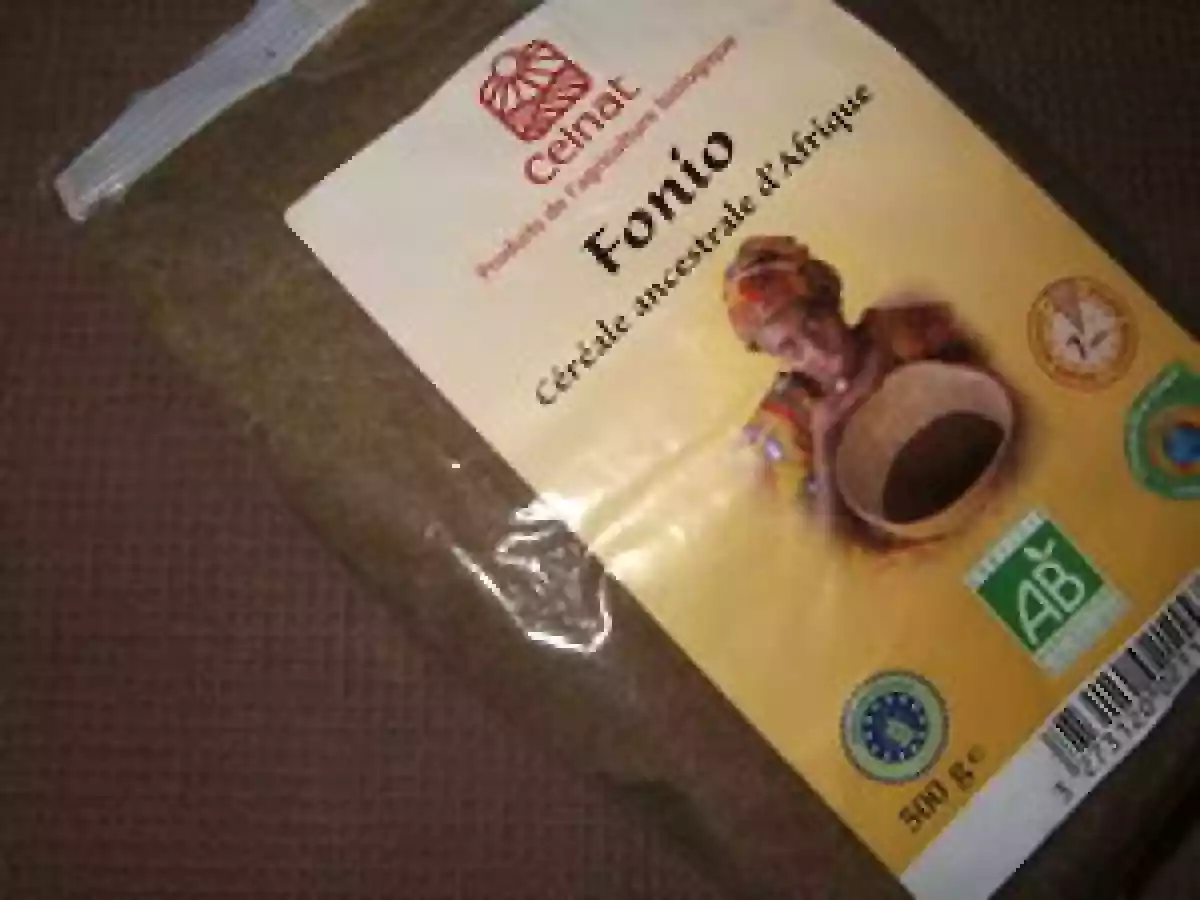 Celnat
Produits de l'agriculture biologique
Fonio
Céréale ancestrale d'Afrique
AB
500 g e